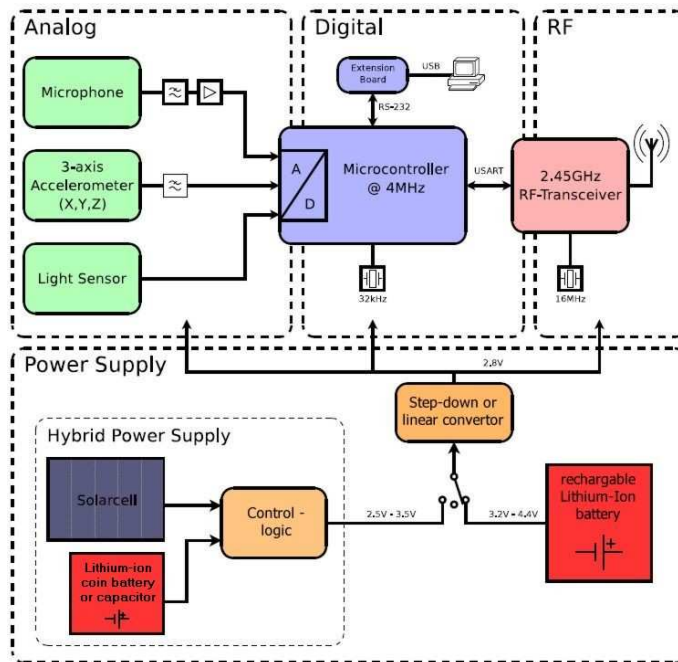 Analog
Digital
RF
Microphone
3-axis
Accelerometer
(X,Y,Z)
Light Sensor
A
D
Extension
Board
USB
RS-232
Microcontroller
@ 4MHz
32kHz
USART
2.45GHz
RF-Transceiver
16MHz
Power Supply
2.8V
Step-down or
linear convertor
Hybrid Power Supply
Solarcell
Lithium-ion
coin battery
or capacitor
+
Control -
logic
2.5V - 3.5V
3.2V - 4.4V
rechargable
Lithium-Ion
battery
+